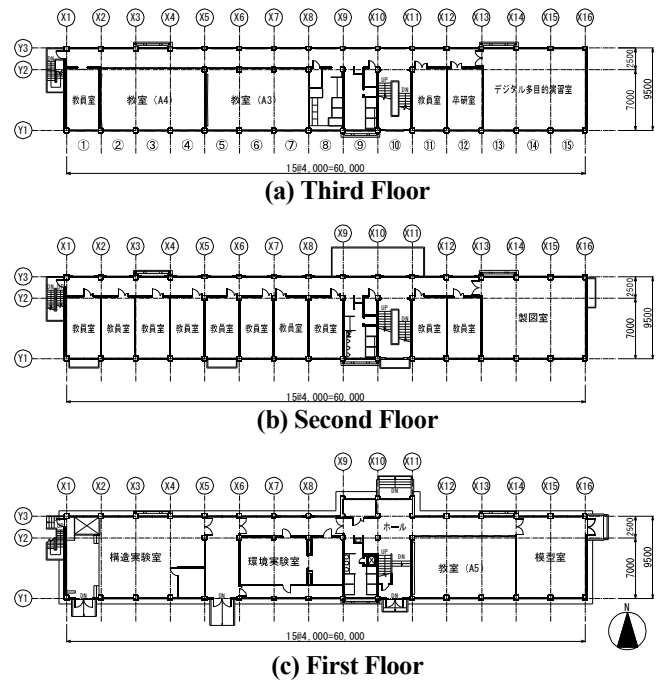 X1 X2 X3 X4 X5 X6 X7 X8 X9 X10 X11 X12 X13 X14 X15 X16
Y3
Y2
Y1
DN
教員室 教室 (A4) 教室 (A3) UP DN 教員室 卒研室 デジタル多目的演習室
2500
7000
9500
① ② ③ ④ ⑤ ⑥ ⑦ ⑧ ⑨ ⑩ ⑪ ⑫ ⑬ ⑭ ⑮
15@4,000=60,000
(a) Third Floor
X1 X2 X3 X4 X5 X6 X7 X8 X9 X10 X11 X12 X13 X14 X15 X16
Y3
Y2
Y1
教員室 教員室 教員室 教員室 教員室 教員室 教員室 教員室 UP DN 教員室 教員室 製図室
2500
7000
9500
15@4,000=60,000
(b) Second Floor
X1 X2 X3 X4 X5 X6 X7 X8 X9 X10 X11 X12 X13 X14 X15 X16
DN
Y3
Y2
Y1
ホール
構造実験室 環境実験室 UP DN 教室 (A5) 模型室
DN
2500
7000
9500
DN DN DN
N
15@4,000=60,000
(c) First Floor